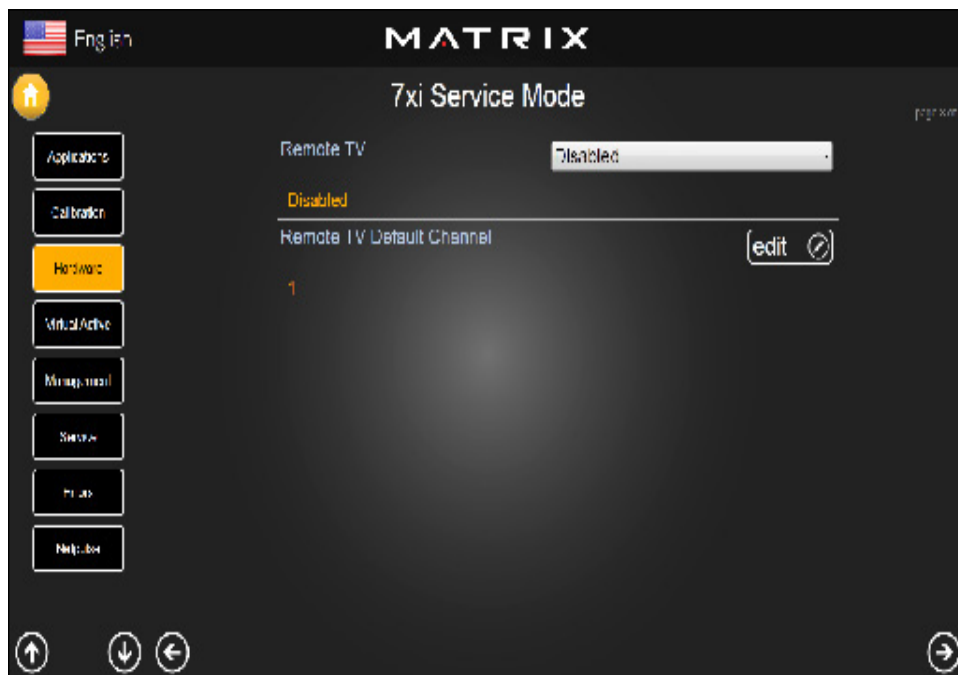 English
MATRIX
7xi Service Mode
Applications
Calibration
Hardware
Virtual Active
Management
Service
Errors
Netpulse
Remote TV
Disabled
Disabled
Remote TV Default Channel
edit
1